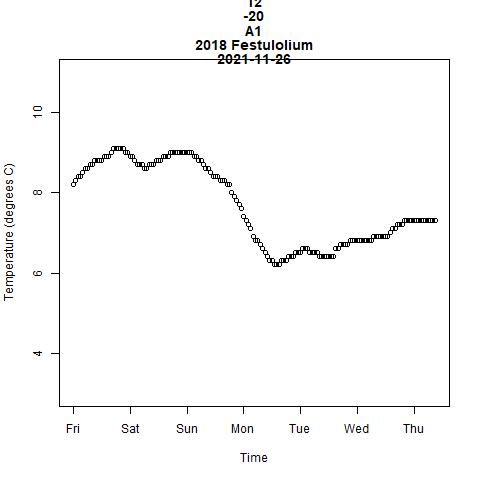 T2
-20
A1
2018 Festulolium
2021-11-26
10
8
6
4
Temperature (degrees C)
Fri Sat Sun Mon Tue Wed Thu
Time